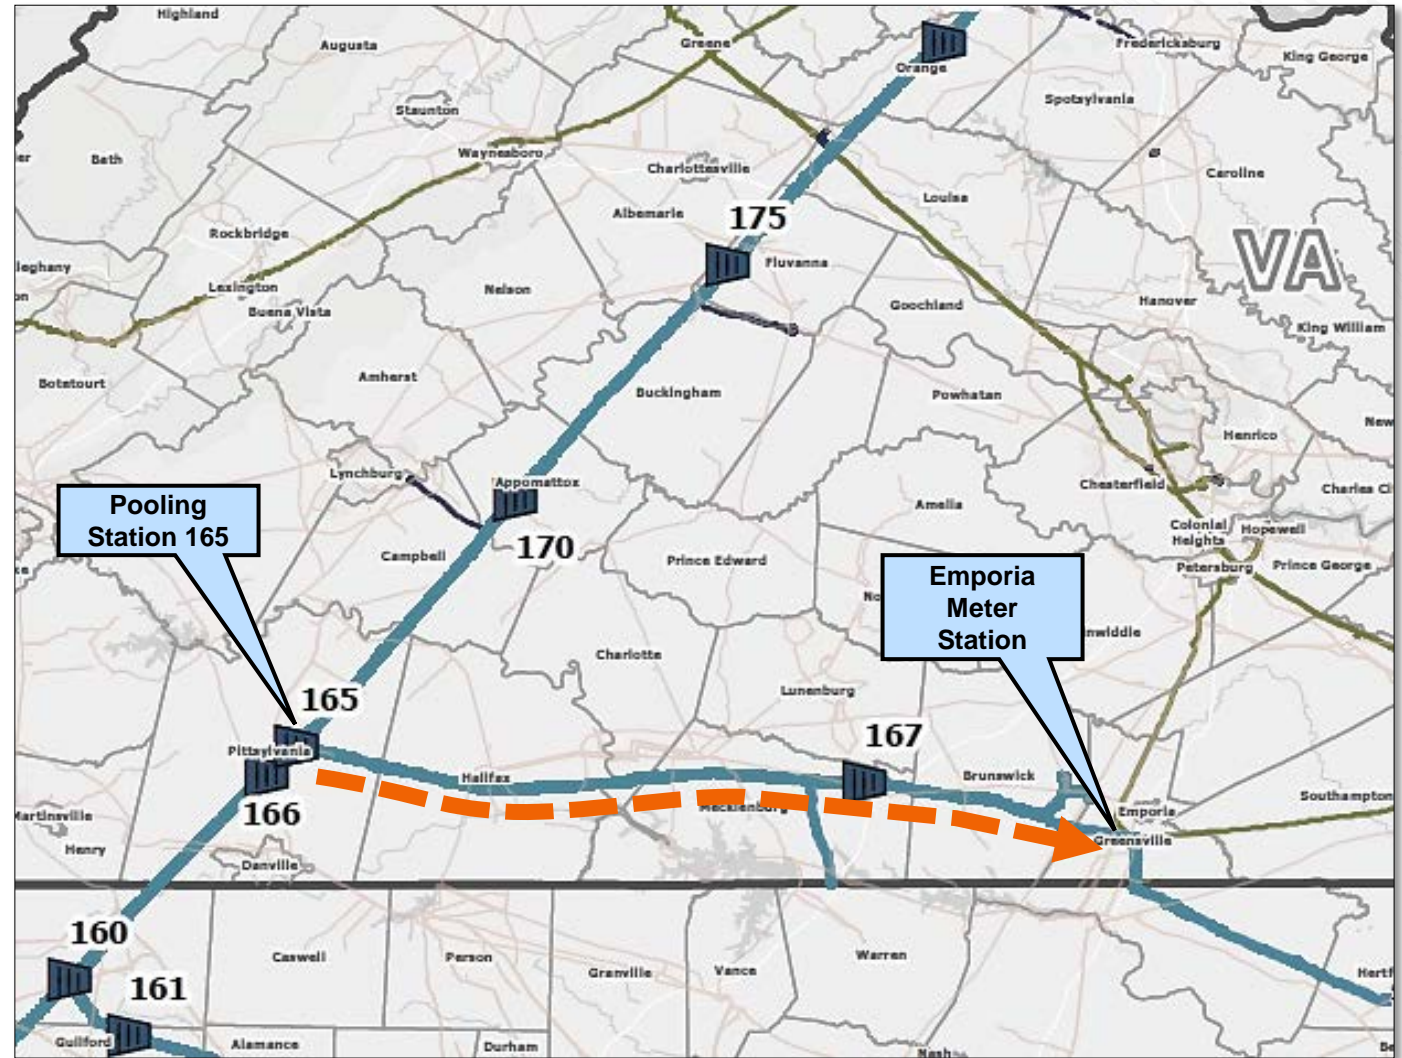 Highland
Augusta
Greene
Fredericksburg
King George
Orange
Staunton
Spotsylvania
Bath
Waynesboro
Charlottesville
Caroline
Louisa
Albemarle
175
Rockbridge
VA
Fluvanna
Lexington
Nelson
Buena Vista
Goochland
Hanover
King William
Botetourt
Amherst
Buckingham
Powhatan
Henrico
Lynchburg
Appomattox
Chesterfield
Charles Ci
Pooling
Station 165
Amelia
Colonial
Heights
Hopewell
170
Campbell
Prince Edward
Petersburg
Prince George
Emporia
Meter
Station
No
nwiddie
Charlotte
Lunenburg
165
167
Pittsylvania
Halifax
Brunswick
Mecklenburg
Southampton
166
Emporia
Martinsville
Greensville
Henry
Danville
160
Caswell
Person
Granville
Vance
Warren
Hertf
161
Guilford
Alamance
Durham
Nash
Be